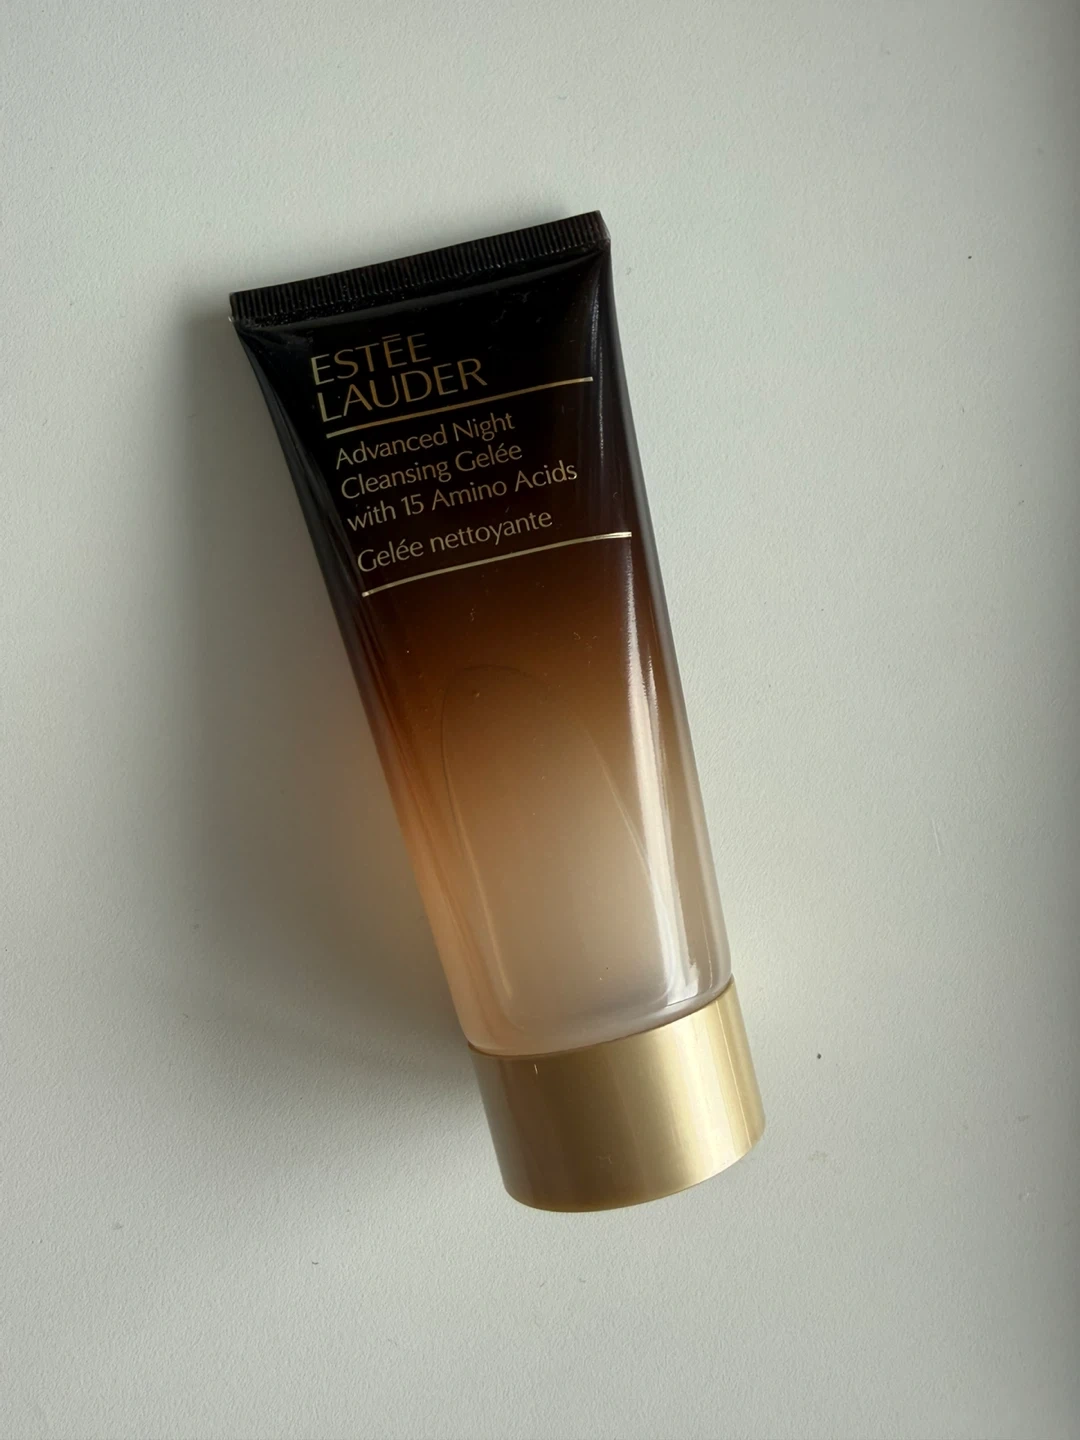 ESTĒE
LAUDER
Advanced Night
Cleansing Gelée
with 15 Amino Acids
Gelée nettoyante